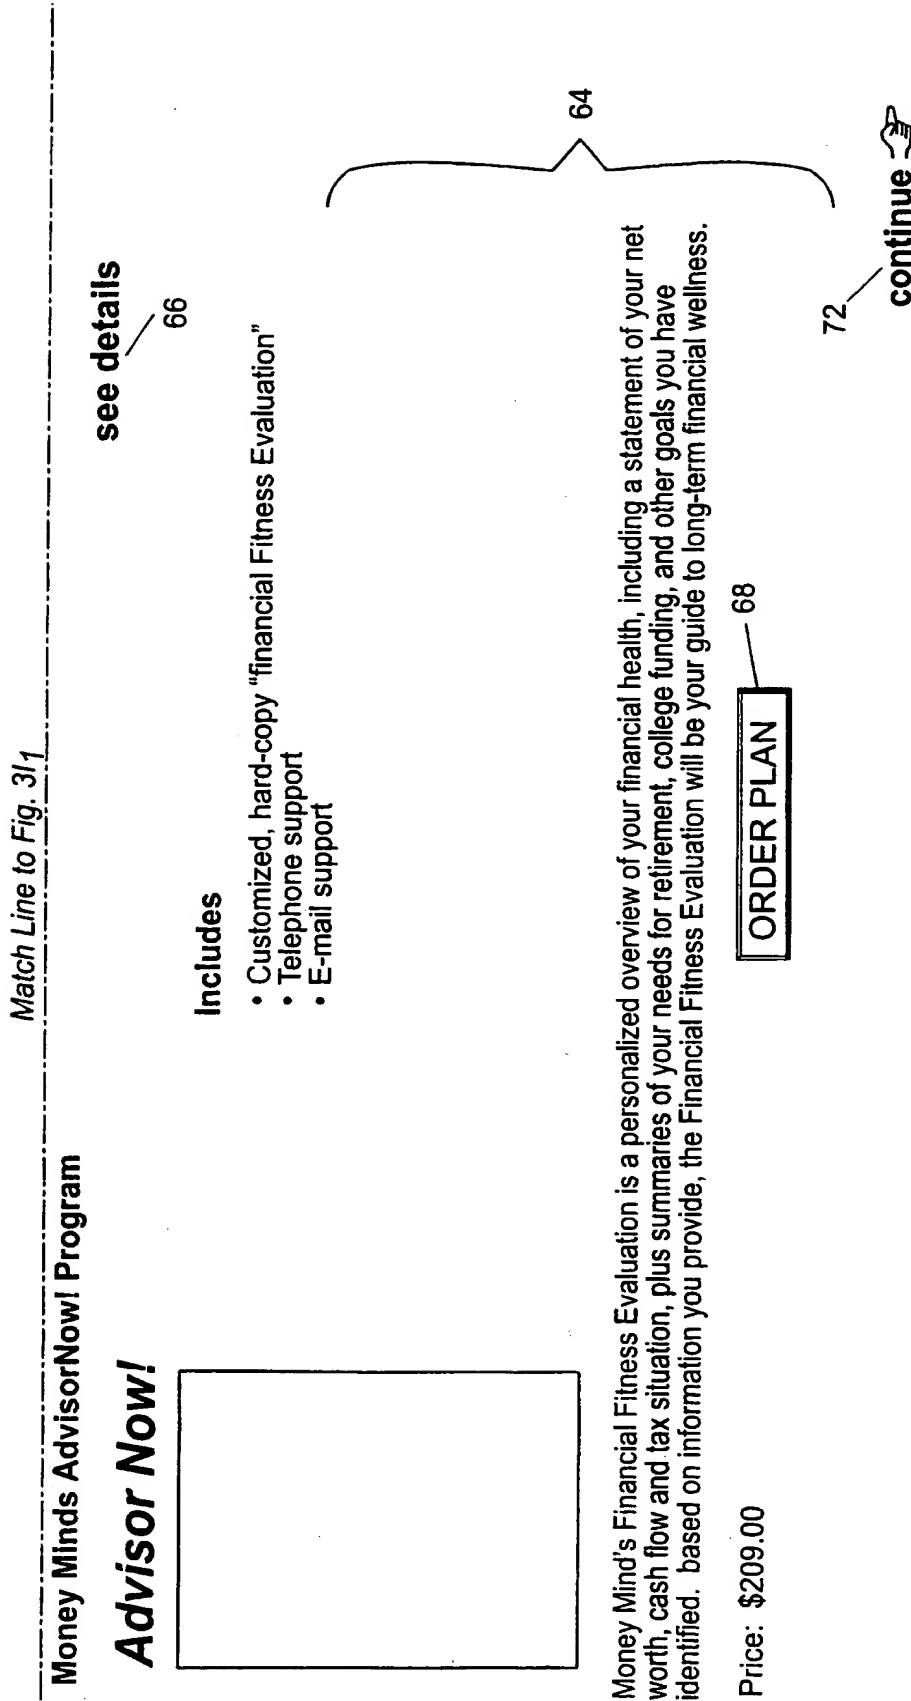 Match Line to Fig. 3I1
Money Minds AdvisorNow! Program
see details
66
Advisor Now!
Includes
• Customized, hard-copy "financial Fitness Evaluation"
• Telephone support
• E-mail support
64
Money Mind's Financial Fitness Evaluation is a personalized overview of your financial health, including a statement of your net
worth, cash flow and tax situation, plus summaries of your needs for retirement, college funding, and other goals you have
identified. based on information you provide, the Financial Fitness Evaluation will be your guide to long-term financial wellness.
Price: $209.00
ORDER PLAN
68
72
continue